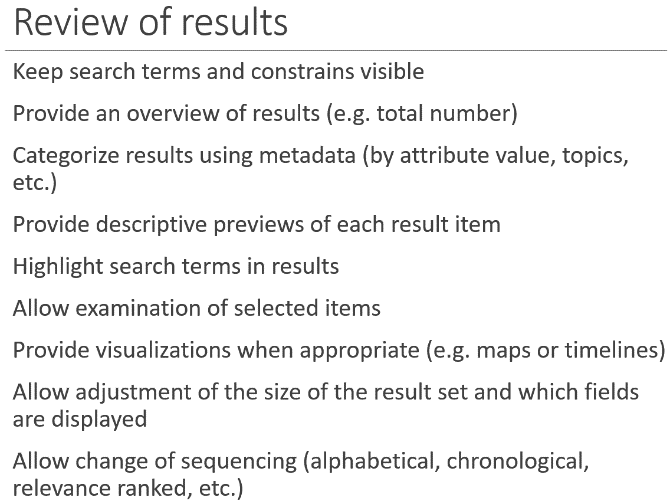 Review of results
Keep search terms and constrains visible
Provide an overview of results (e.g. total number)
Categorize results using metadata (by attribute value, topics,
etc.)
Provide descriptive previews of each result item
Highlight search terms in results
Allow examination of selected items
Provide visualizations when appropriate (e.g. maps or timelines)
Allow adjustment of the size of the result set and which fields
are displayed
Allow change of sequencing (alphabetical, chronological,
relevance ranked, etc.)